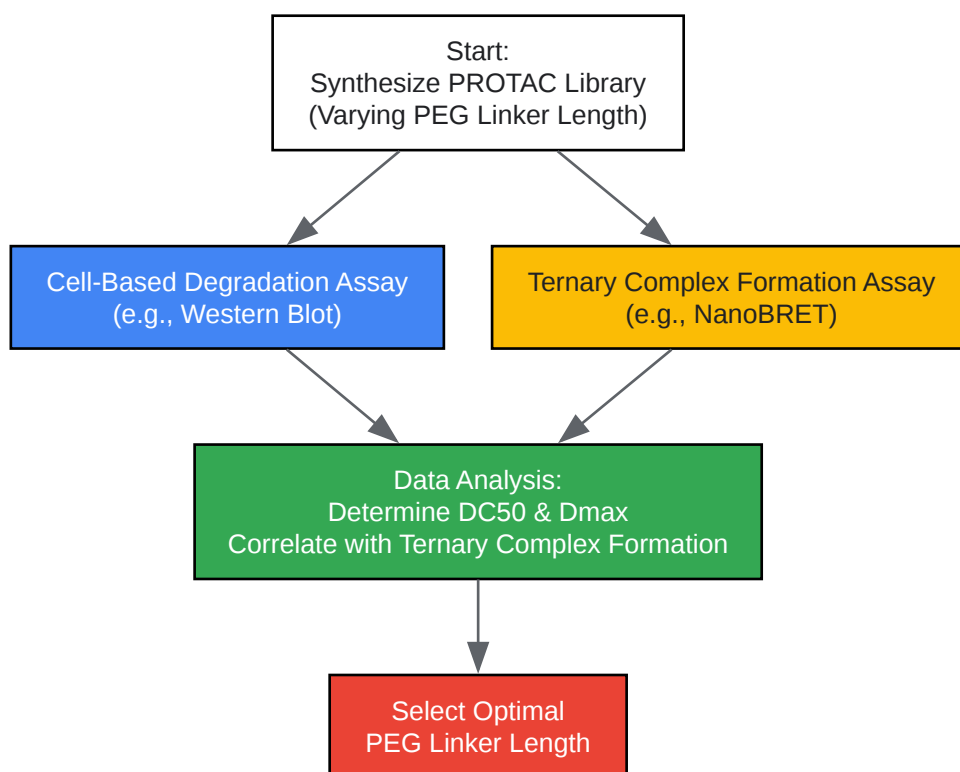 Start:
Synthesize PROTAC Library
(Varying PEG Linker Length)
Cell-Based Degradation Assay
(e.g., Western Blot)
Ternary Complex Formation Assay
(e.g., NanoBRET)
Data Analysis:
Determine DC50 & Dmax
Correlate with Ternary Complex Formation
Select Optimal
PEG Linker Length